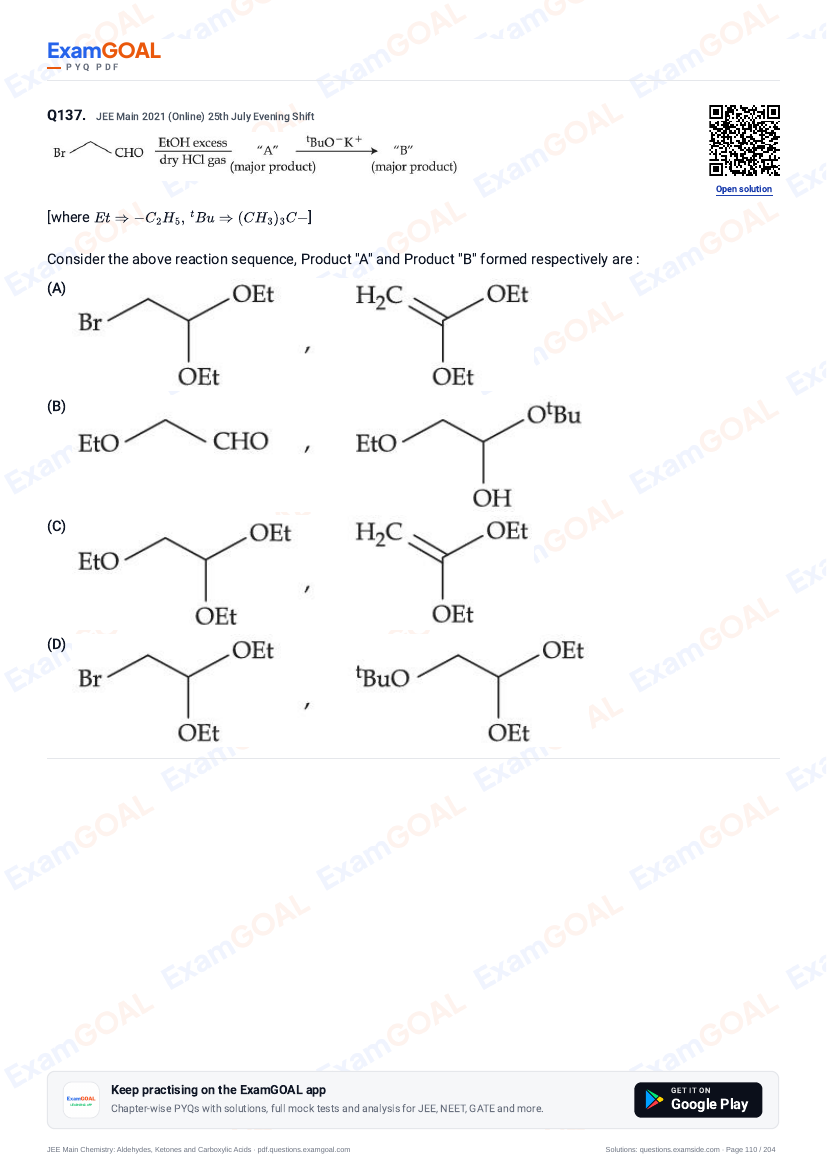 ExamGOAL
PYQ PDF
Q137. JEE Main 2021 (Online) 25th July Evening Shift
Br CHO EtOH excess dry HCl gas "A" (major product) ᵗBuO⁻K⁺ "B" (major product)
Open solution
[where Et ⇒ −C₂H₅, ᵗBu ⇒ (CH₃)₃C−]
Consider the above reaction sequence, Product "A" and Product "B" formed respectively are :
(A)
Br OEt OEt , H₂C OEt OEt
(B)
EtO CHO , EtO OᵗBu OH
(C)
EtO OEt OEt , H₂C OEt OEt
(D)
Br OEt OEt , ᵗBuO OEt OEt
ExamGOAL
Keep practising on the ExamGOAL app
Chapter-wise PYQs with solutions, full mock tests and analysis for JEE, NEET, GATE and more.
GET IT ON
Google Play
JEE Main Chemistry: Aldehydes, Ketones and Carboxylic Acids · pdf.questions.examgoal.com
Solutions: questions.examside.com · Page 110 / 204